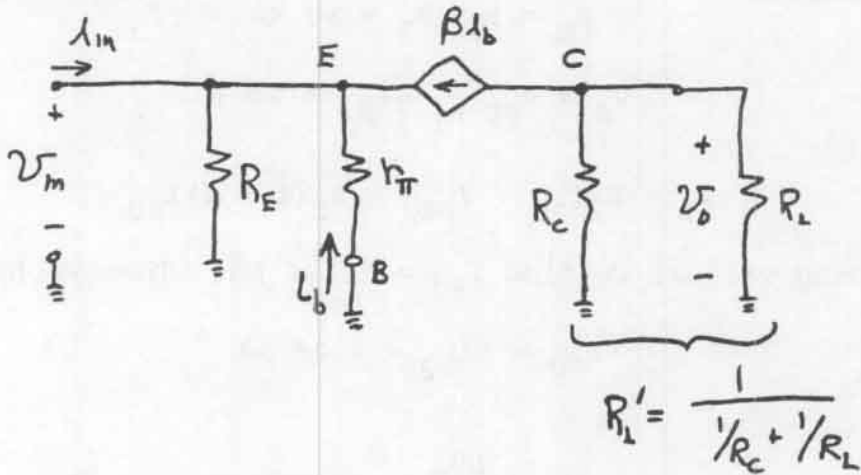 i_in
E
βi_b
C
+
v_in
-
R_E
r_π
i_b
B
R_C
+
v_o
-
R_L
R_L' = 1 / (1/R_C + 1/R_L)